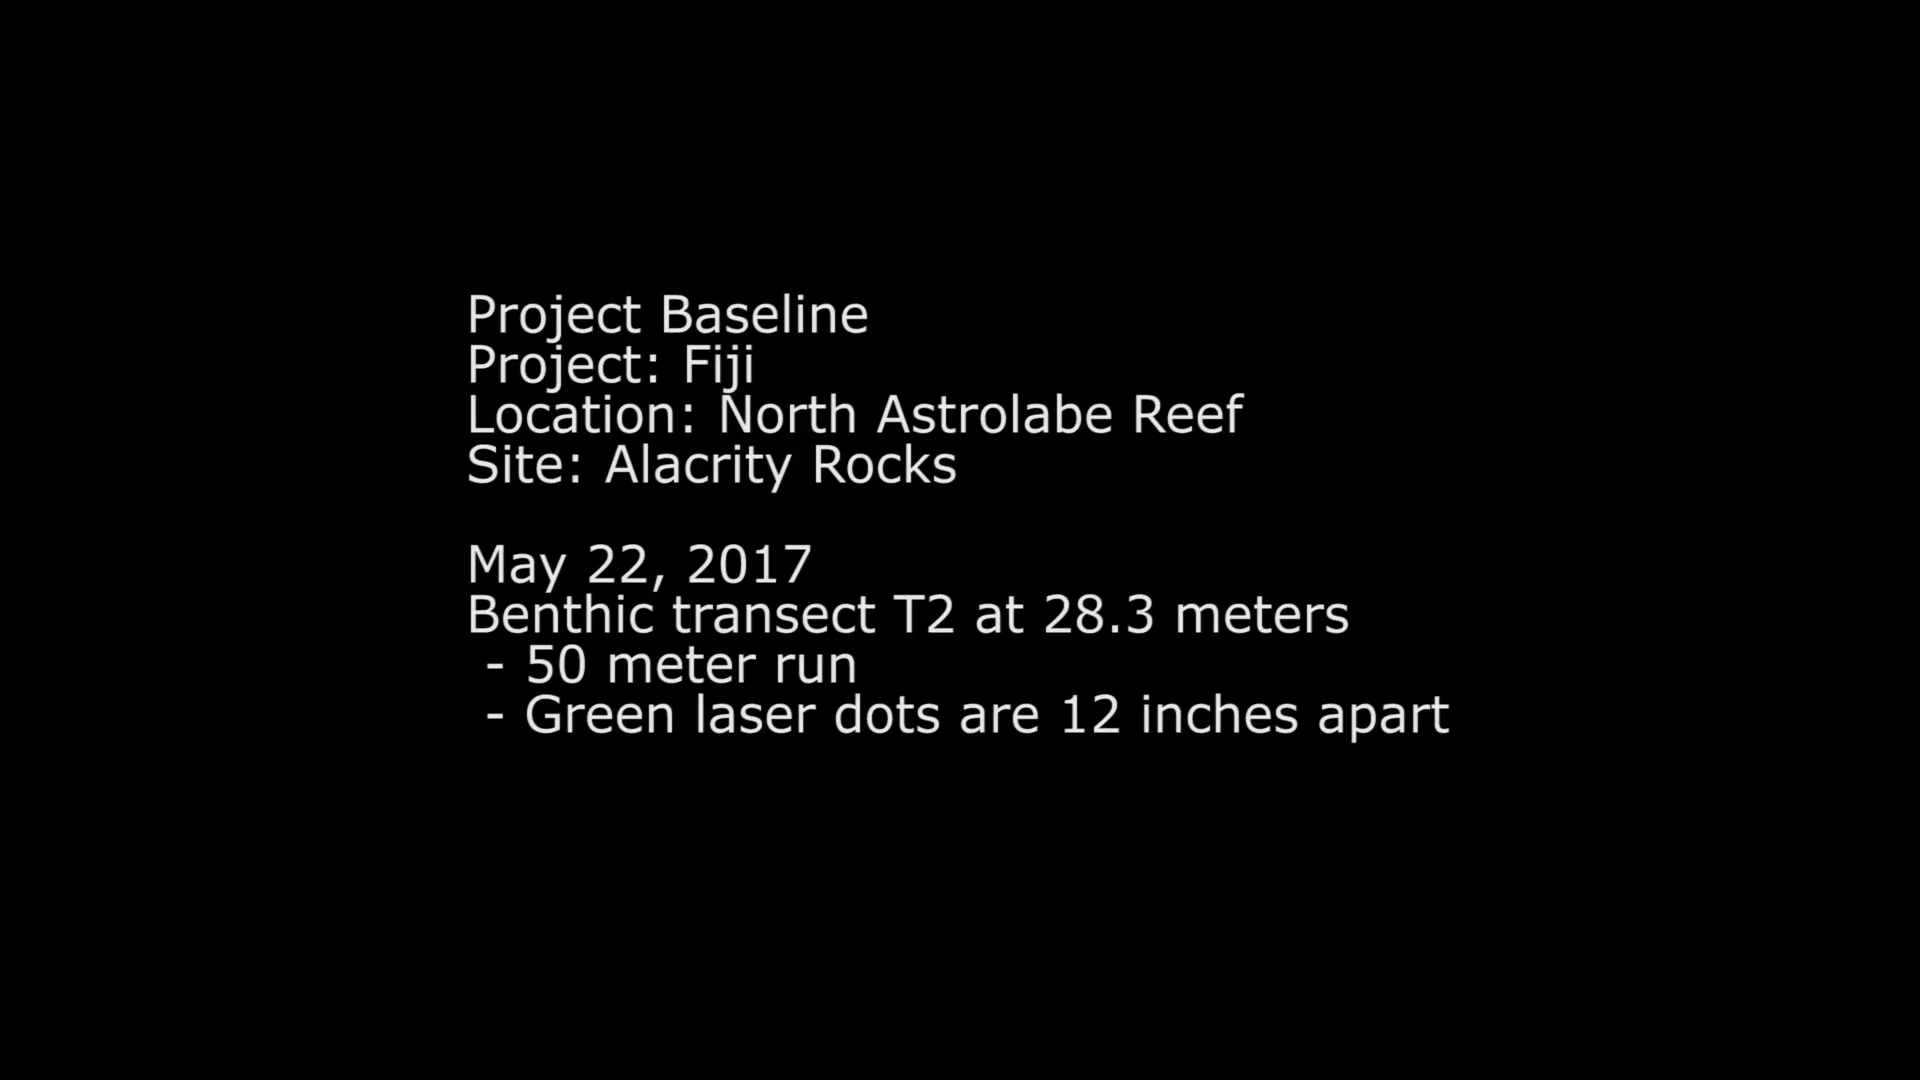 Project Baseline
Project: Fiji
Location: North Astrolabe Reef
Site: Alacrity Rocks
May 22, 2017
Benthic transect T2 at 28.3 meters
- 50 meter run
- Green laser dots are 12 inches apart